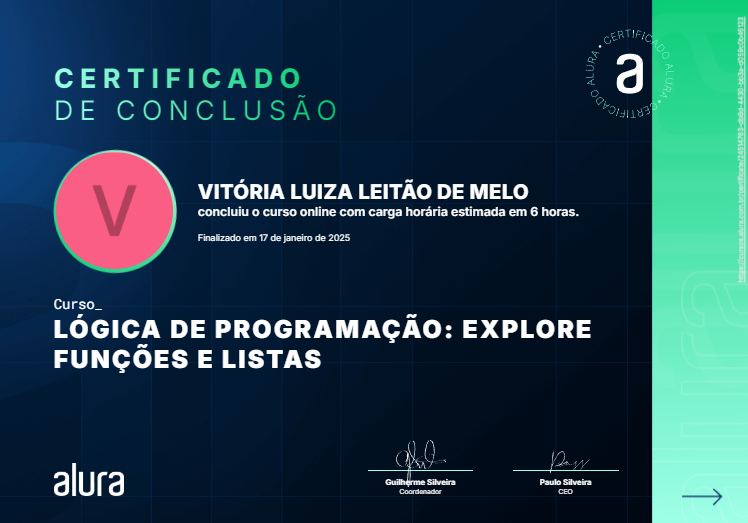 CERTIFICADO
DE CONCLUSÃO
CERTIFICADO ALURA • CERTIFICADO ALURA •
a
V
VITÓRIA LUIZA LEITÃO DE MELO
concluiu o curso online com carga horária estimada em 6 horas.
Finalizado em 17 de janeiro de 2025
Curso_
LÓGICA DE PROGRAMAÇÃO: EXPLORE
FUNÇÕES E LISTAS
alura
Guilherme Silveira
Coordenador
Paulo Silveira
CEO
alura